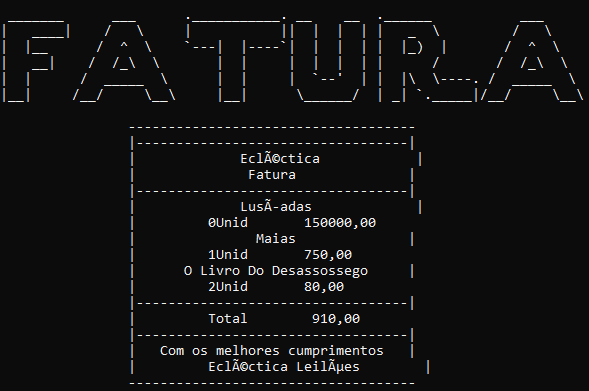 FATURA
EclÃ©ctica
Fatura
LusÃ­adas
0Unid 150000,00
Maias
1Unid 750,00
O Livro Do Desassossego
2Unid 80,00
Total 910,00
Com os melhores cumprimentos
EclÃ©ctica LeilÃµes